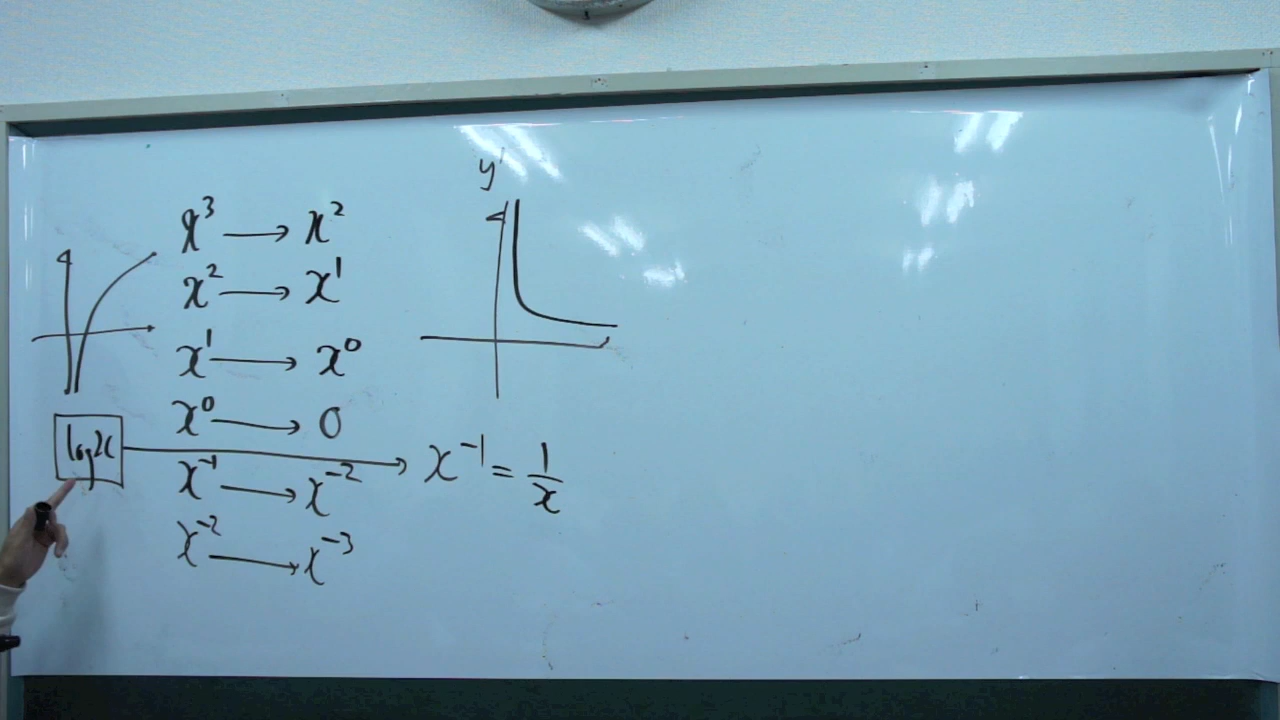 y'
x³ → x²
x² → x¹
x¹ → x⁰
x⁰ → 0
log x → x⁻¹ = 1/x
x⁻¹ → x⁻²
x⁻² → x⁻³